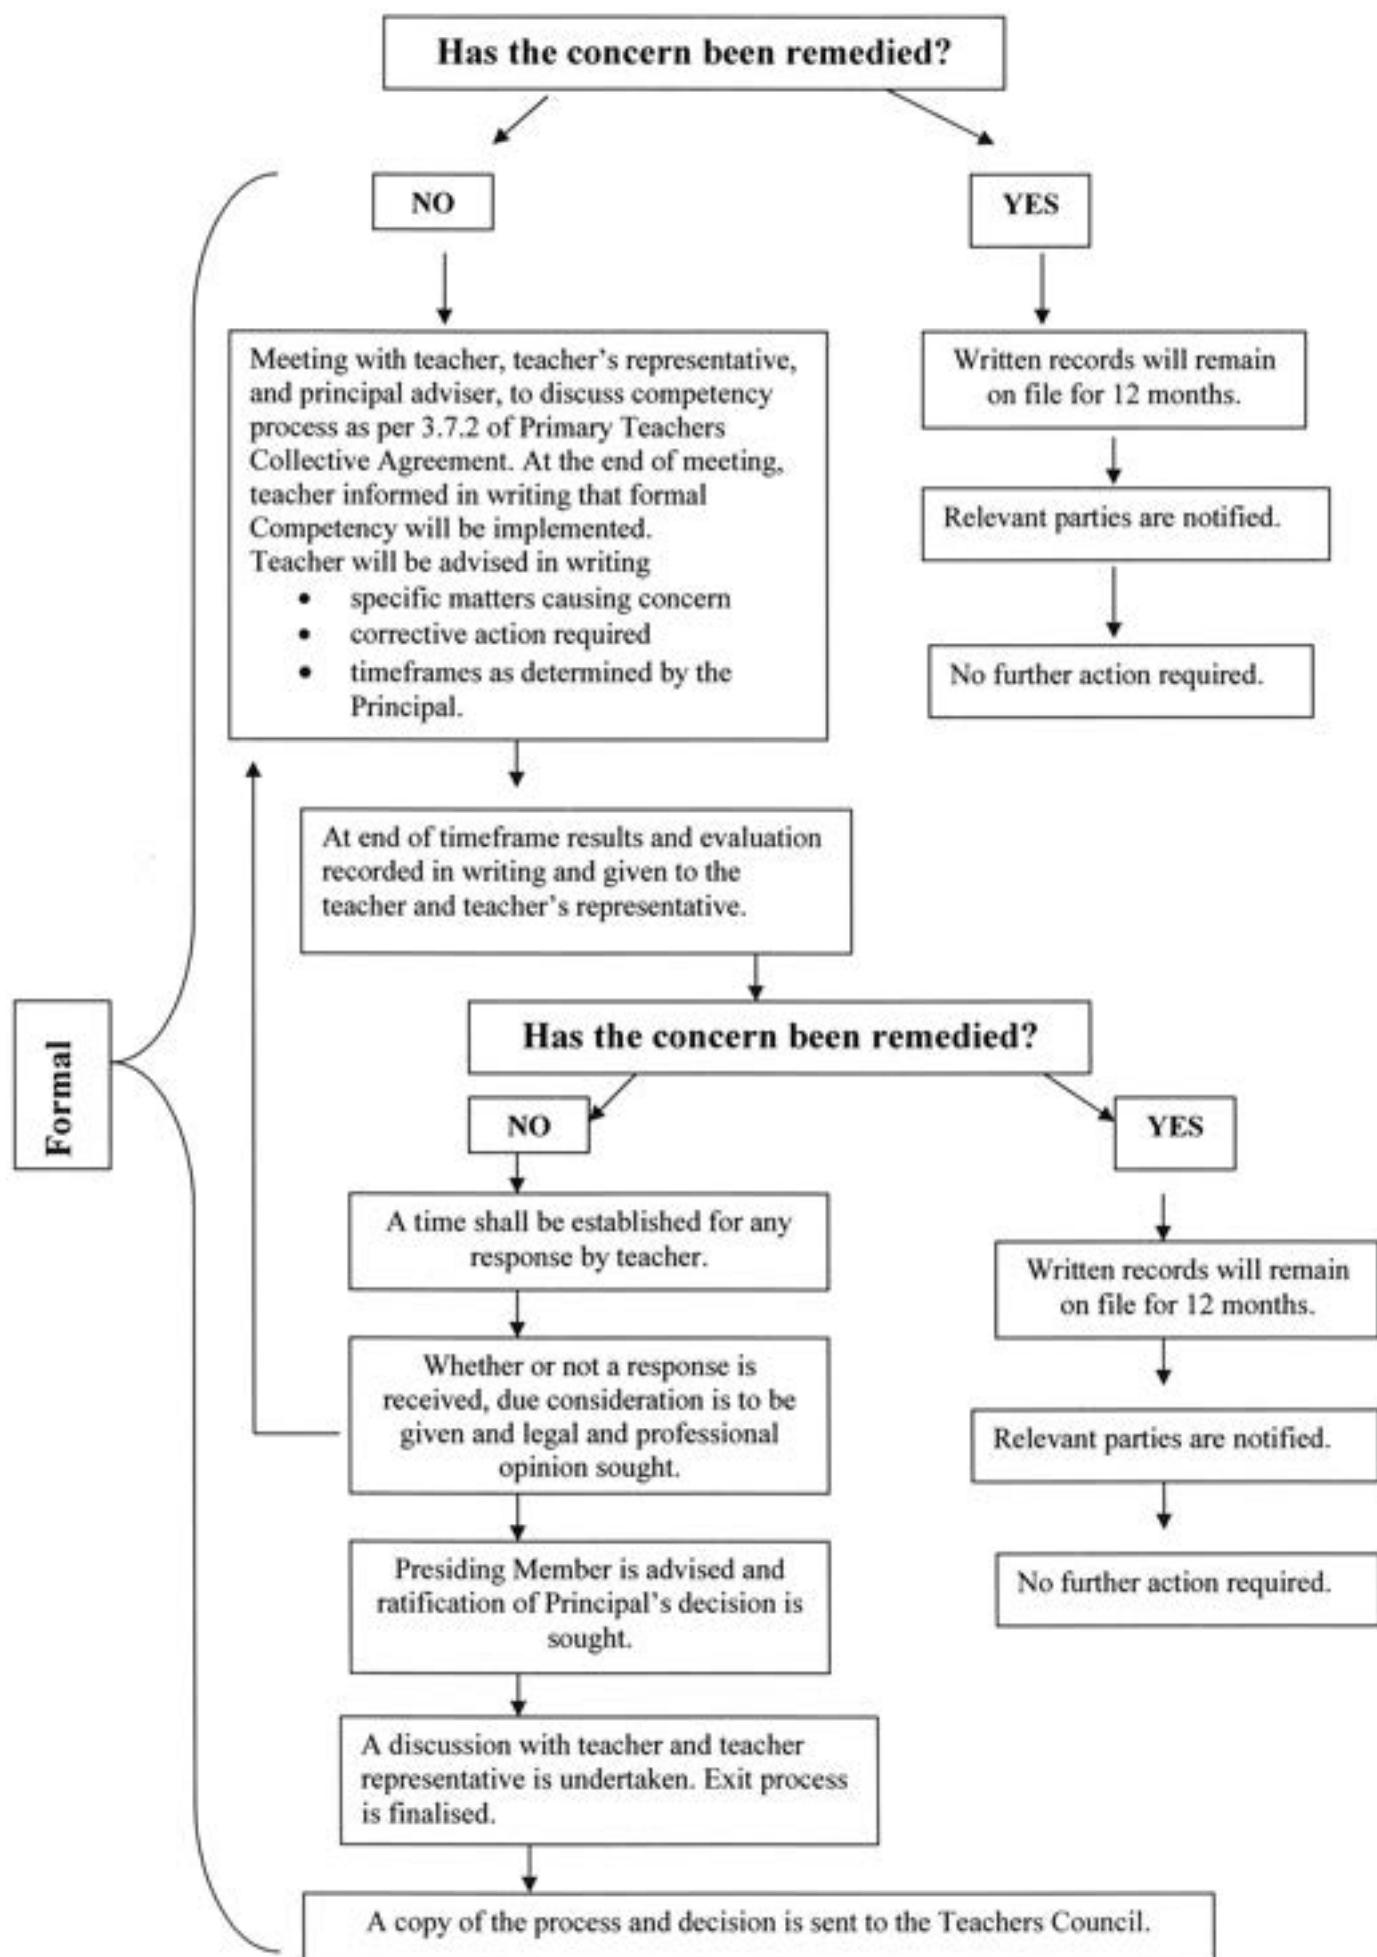 Has the concern been remedied?
NO
YES
Meeting with teacher, teacher's representative,
and principal adviser, to discuss competency
process as per 3.7.2 of Primary Teachers
Collective Agreement. At the end of meeting,
teacher informed in writing that formal
Competency will be implemented.
Teacher will be advised in writing
• specific matters causing concern
• corrective action required
• timeframes as determined by the
Principal.
Written records will remain
on file for 12 months.
Relevant parties are notified.
No further action required.
At end of timeframe results and evaluation
recorded in writing and given to the
teacher and teacher's representative.
Formal
Has the concern been remedied?
NO
YES
A time shall be established for any
response by teacher.
Whether or not a response is
received, due consideration is to be
given and legal and professional
opinion sought.
Presiding Member is advised and
ratification of Principal's decision is
sought.
Written records will remain
on file for 12 months.
Relevant parties are notified.
No further action required.
A discussion with teacher and teacher
representative is undertaken. Exit process
is finalised.
A copy of the process and decision is sent to the Teachers Council.